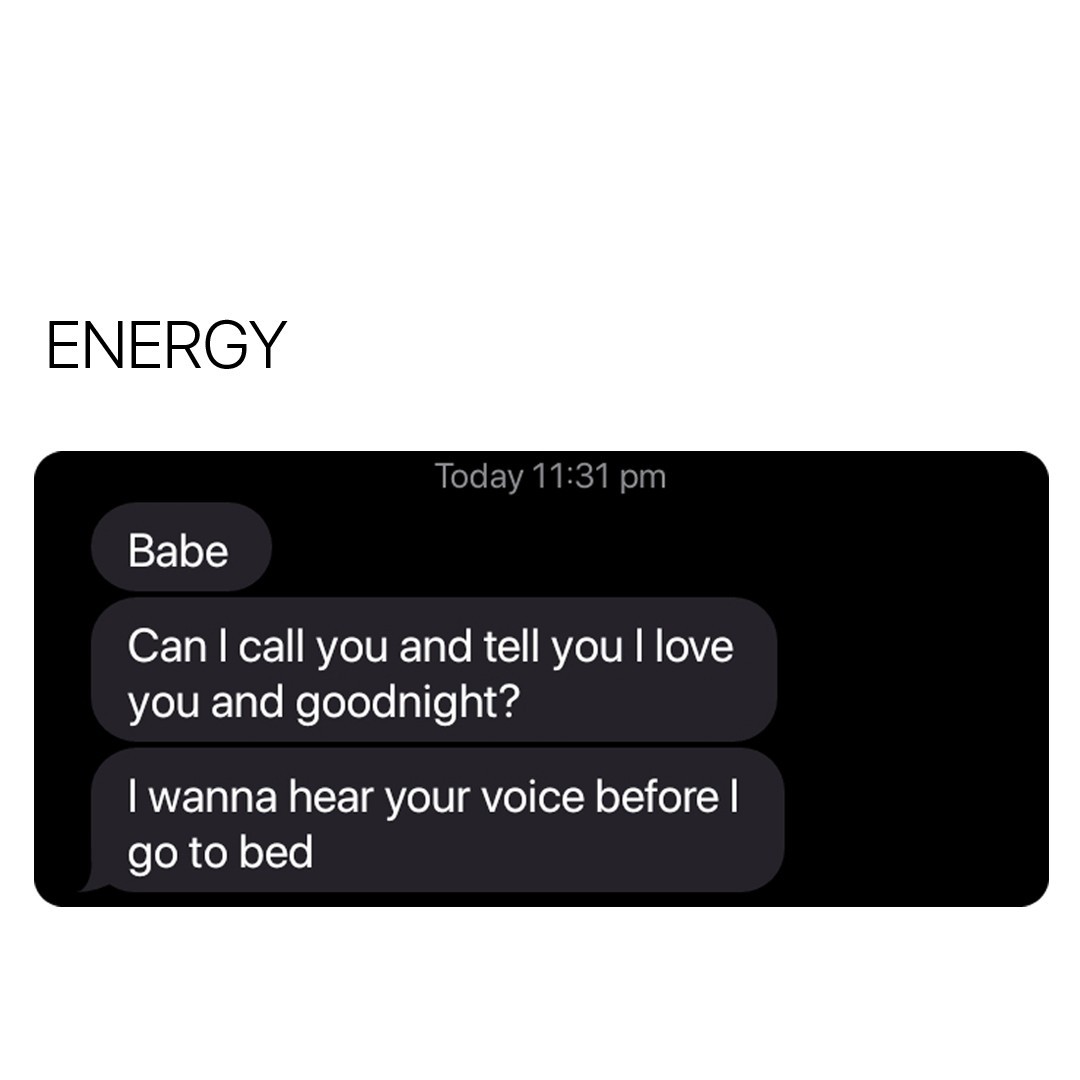 ENERGY
Today 11:31 pm
Babe
Can I call you and tell you I love
you and goodnight?
I wanna hear your voice before I
go to bed